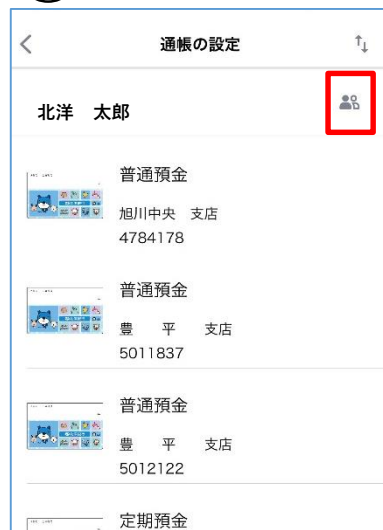 通帳の設定
北洋　太郎
普通預金
旭川中央　支店
4784178
普通預金
豊　　平　　支店
5011837
普通預金
豊　　平　　支店
5012122
定期預金